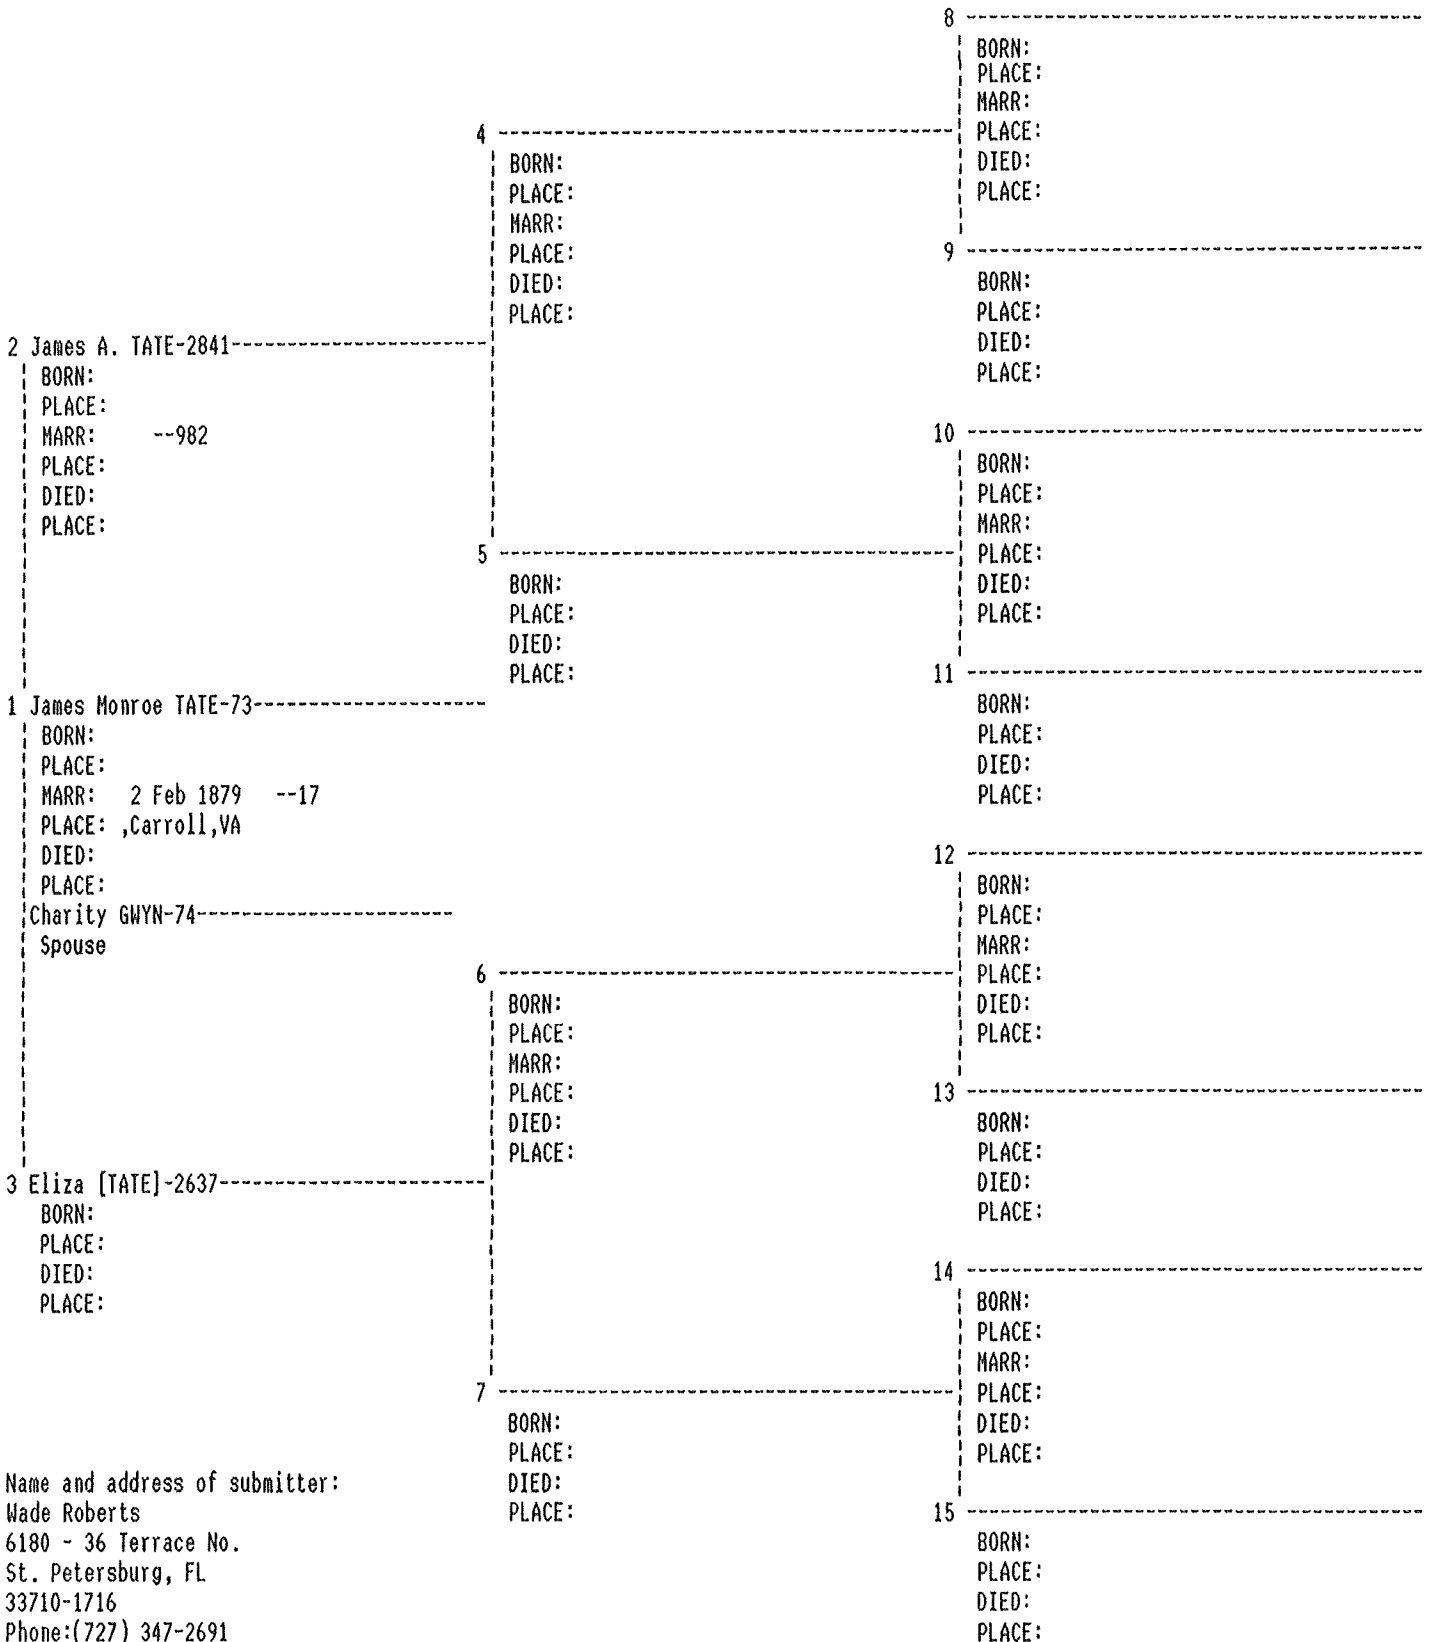 8 ----------------------------------------
BORN:
PLACE:
MARR:
PLACE:
DIED:
PLACE:
4 ----------------------------------------
BORN:
PLACE:
MARR:
PLACE:
DIED:
PLACE:
9 ----------------------------------------
BORN:
PLACE:
DIED:
PLACE:
2 James A. TATE-2841----------------------
BORN:
PLACE:
MARR:     --982
PLACE:
DIED:
PLACE:
10 ----------------------------------------
BORN:
PLACE:
MARR:
PLACE:
DIED:
PLACE:
5 ----------------------------------------
BORN:
PLACE:
DIED:
PLACE:
11 ----------------------------------------
BORN:
PLACE:
DIED:
PLACE:
1 James Monroe TATE-73--------------------
BORN:
PLACE:
MARR:   2 Feb 1879   --17
PLACE: ,Carroll,VA
DIED:
PLACE:
Charity GWYN-74----------------------
Spouse
12 ----------------------------------------
BORN:
PLACE:
MARR:
PLACE:
DIED:
PLACE:
6 ----------------------------------------
BORN:
PLACE:
MARR:
PLACE:
DIED:
PLACE:
13 ----------------------------------------
BORN:
PLACE:
DIED:
PLACE:
3 Eliza [TATE]-2637-----------------------
BORN:
PLACE:
DIED:
PLACE:
14 ----------------------------------------
BORN:
PLACE:
MARR:
PLACE:
DIED:
PLACE:
7 ----------------------------------------
BORN:
PLACE:
DIED:
PLACE:
15 ----------------------------------------
BORN:
PLACE:
DIED:
PLACE:
Name and address of submitter:
Wade Roberts
6180 - 36 Terrace No.
St. Petersburg, FL
33710-1716
Phone:(727) 347-2691